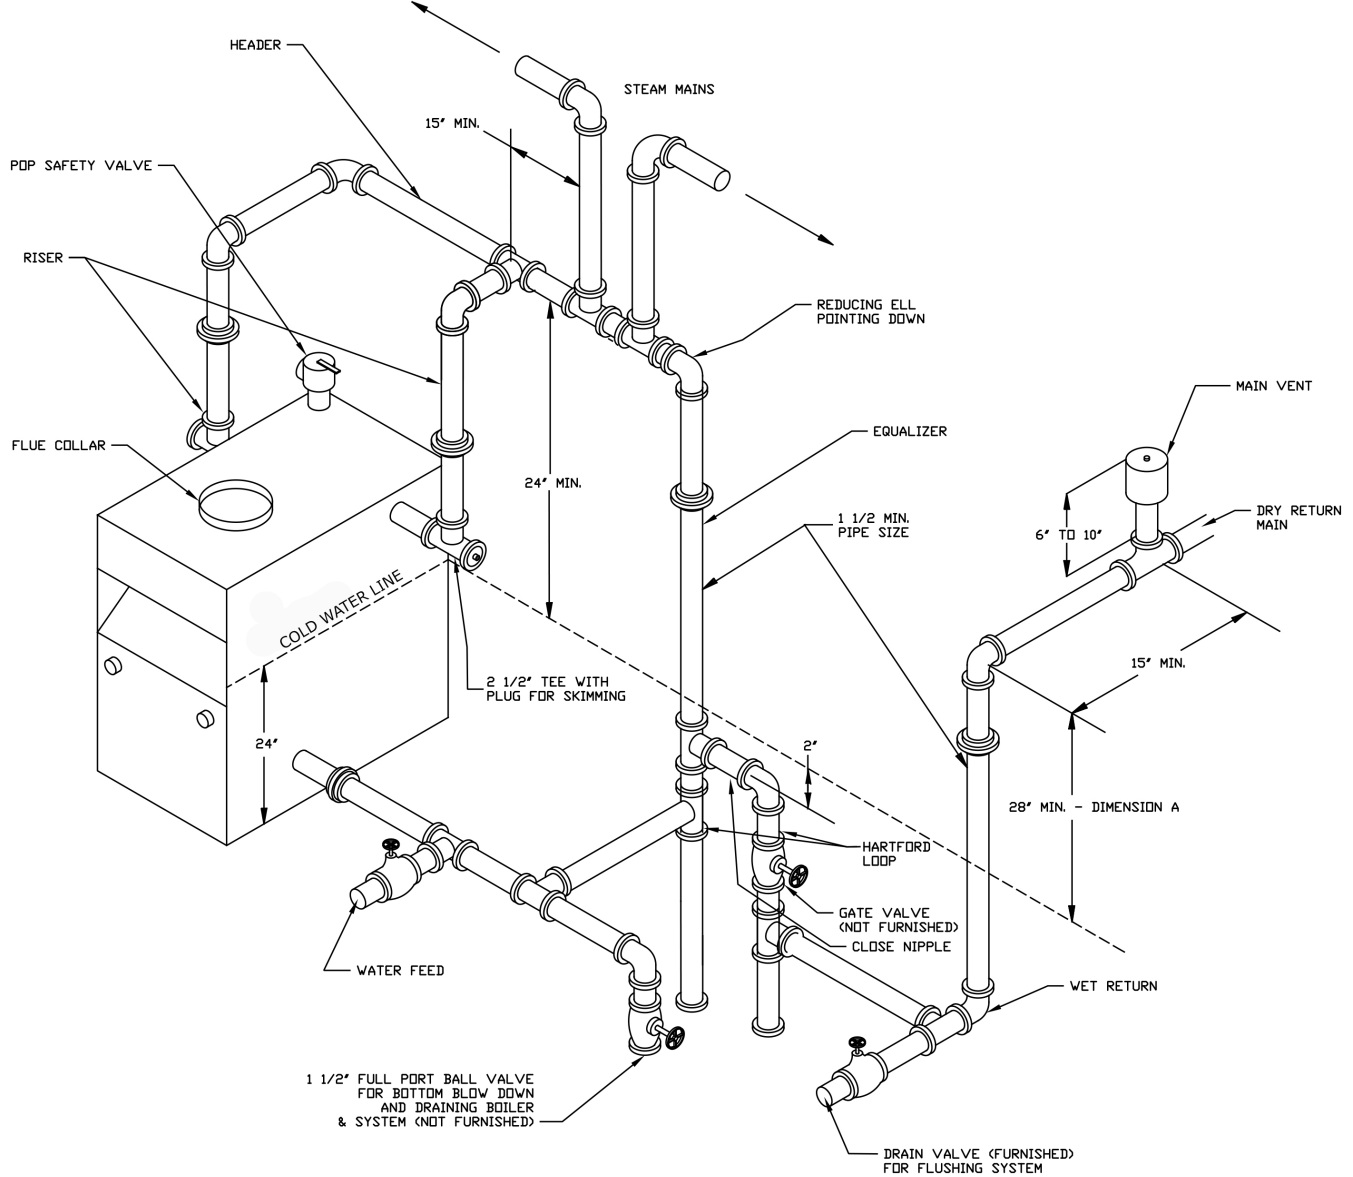 HEADER
STEAM MAINS
15" MIN.
POP SAFETY VALVE
RISER
REDUCING ELL
POINTING DOWN
MAIN VENT
FLUE COLLAR
EQUALIZER
24" MIN.
1 1/2 MIN.
PIPE SIZE
DRY RETURN
MAIN
6" TO 10"
COLD WATER LINE
15" MIN.
2 1/2" TEE WITH
PLUG FOR SKIMMING
24"
2"
28" MIN. - DIMENSION A
HARTFORD
LOOP
GATE VALVE
(NOT FURNISHED)
CLOSE NIPPLE
WATER FEED
WET RETURN
1 1/2" FULL PORT BALL VALVE
FOR BOTTOM BLOW DOWN
AND DRAINING BOILER
& SYSTEM (NOT FURNISHED)
DRAIN VALVE (FURNISHED)
FOR FLUSHING SYSTEM